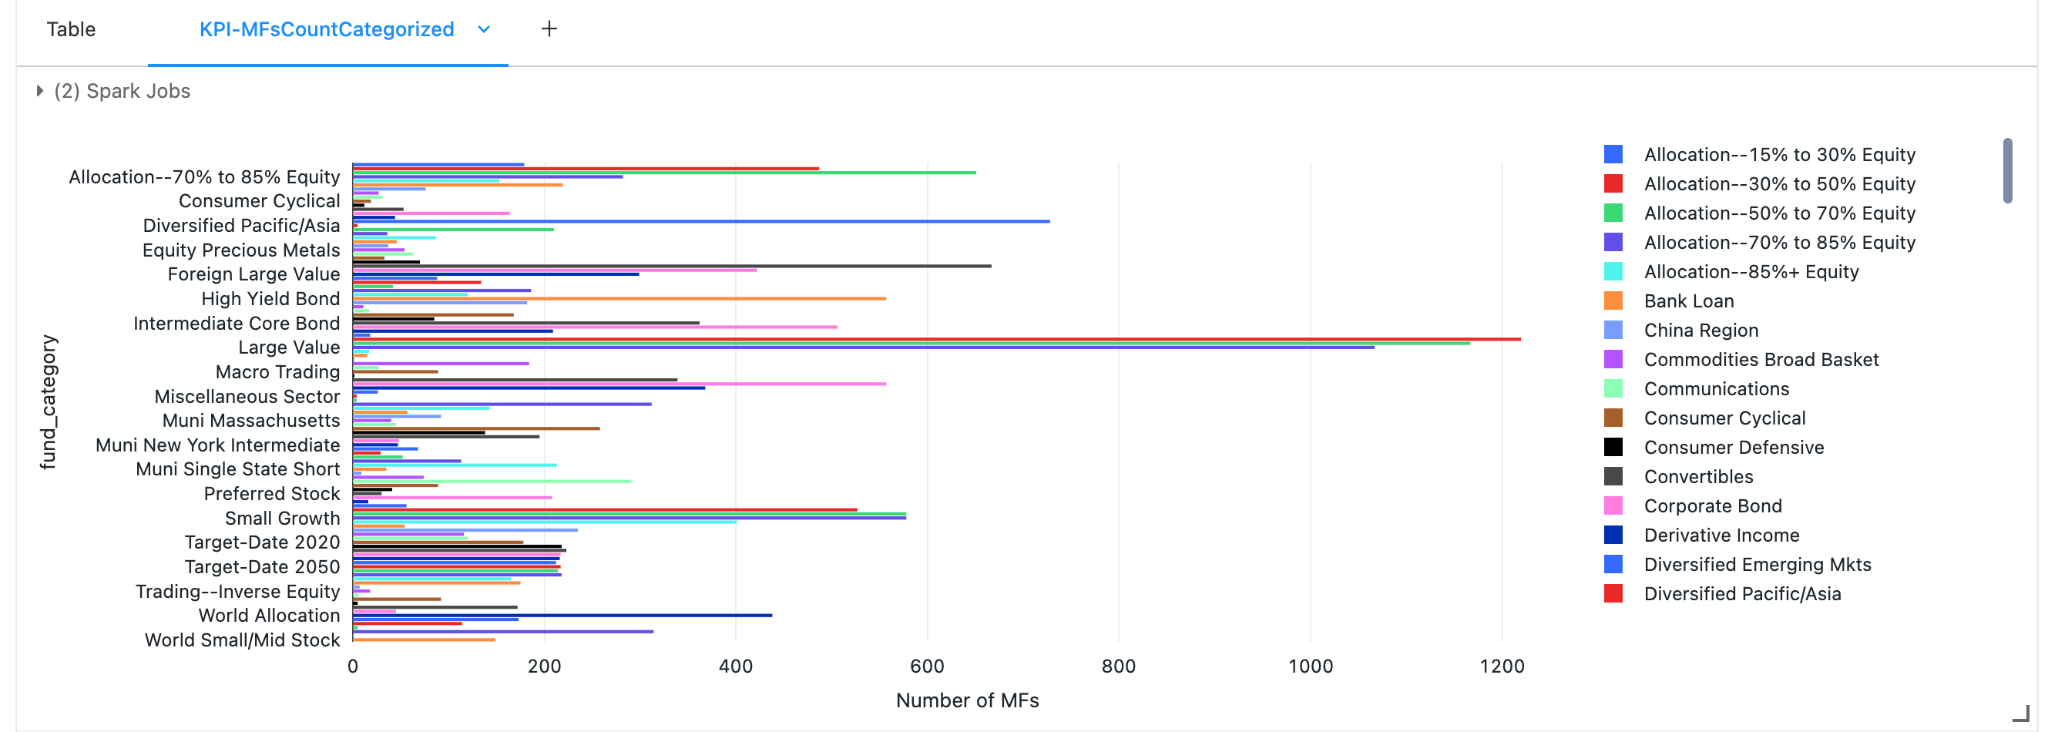 Table
KPI-MFsCountCategorized
(2) Spark Jobs
Allocation--70% to 85% Equity
Consumer Cyclical
Diversified Pacific/Asia
Equity Precious Metals
Foreign Large Value
High Yield Bond
Intermediate Core Bond
Large Value
Macro Trading
Miscellaneous Sector
Muni Massachusetts
Muni New York Intermediate
Muni Single State Short
Preferred Stock
Small Growth
Target-Date 2020
Target-Date 2050
Trading--Inverse Equity
World Allocation
World Small/Mid Stock
fund_category
0 200 400 600 800 1000 1200
Number of MFs
Allocation--15% to 30% Equity
Allocation--30% to 50% Equity
Allocation--50% to 70% Equity
Allocation--70% to 85% Equity
Allocation--85%+ Equity
Bank Loan
China Region
Commodities Broad Basket
Communications
Consumer Cyclical
Consumer Defensive
Convertibles
Corporate Bond
Derivative Income
Diversified Emerging Mkts
Diversified Pacific/Asia